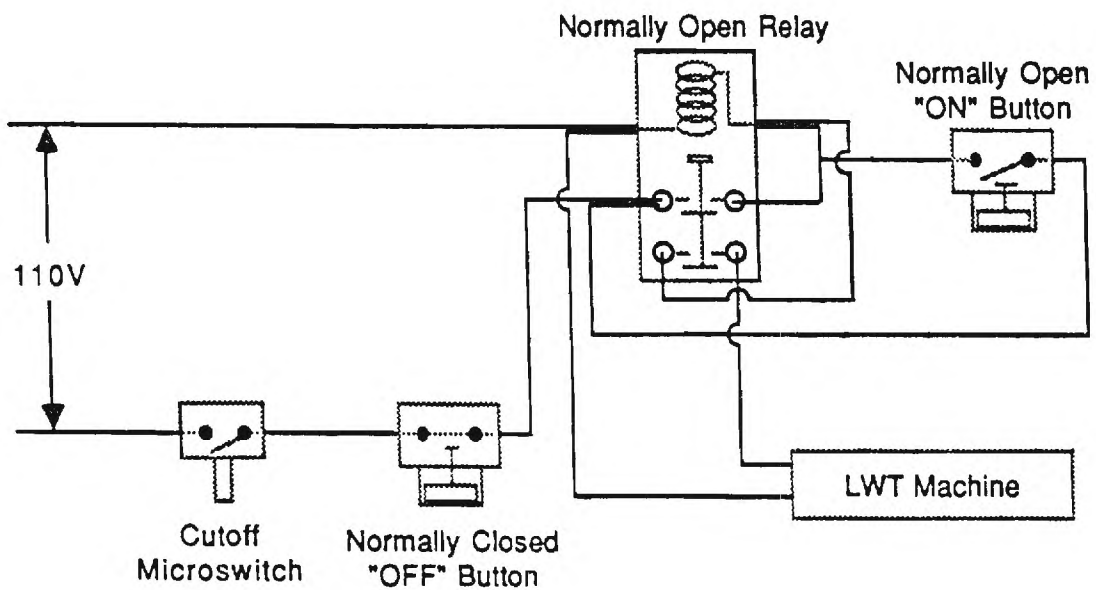 Normally Open Relay
Normally Open
"ON" Button
110V
LWT Machine
Cutoff
Microswitch
Normally Closed
"OFF" Button